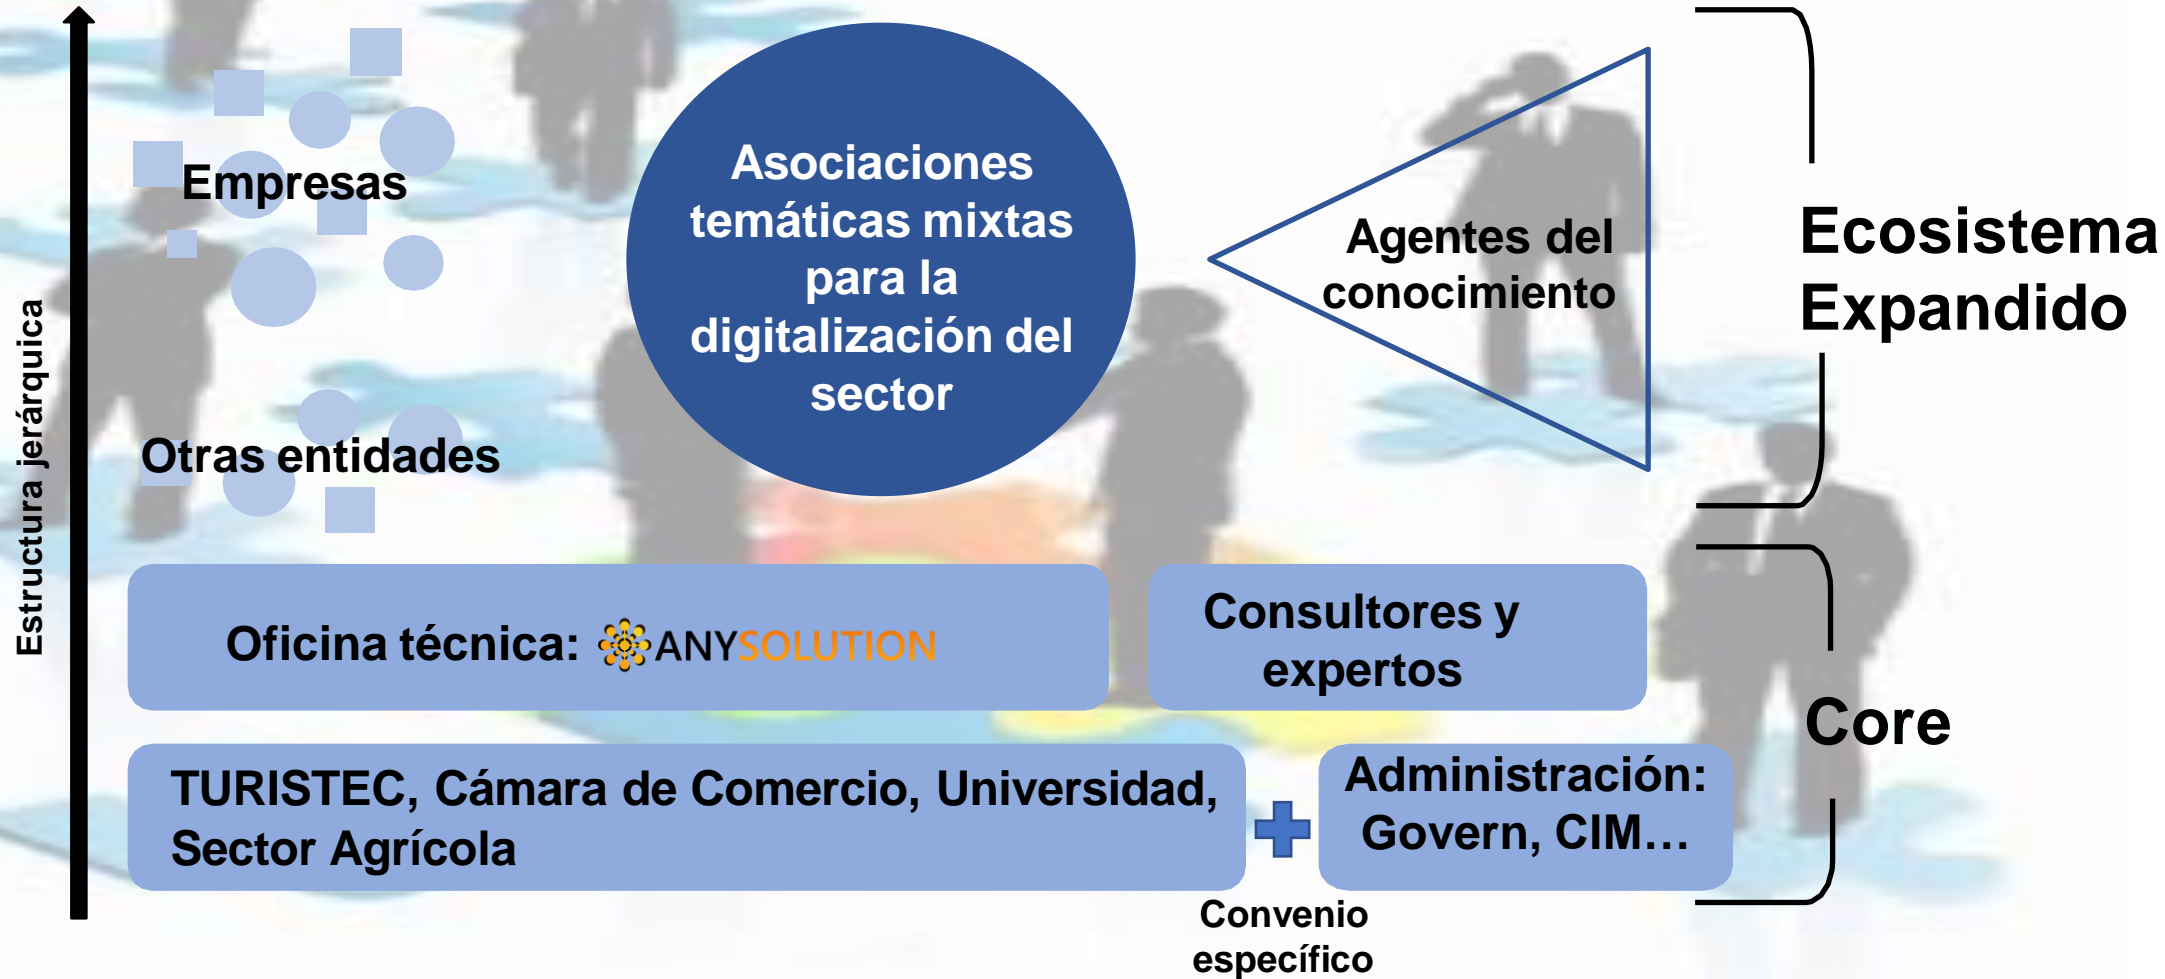 Estructura jerárquica
Empresas
Otras entidades
Asociaciones
temáticas mixtas
para la
digitalización del
sector
Agentes del
conocimiento
Ecosistema
Expandido
Oficina técnica: ANYSOLUTION
Consultores y
expertos
Core
TURISTEC, Cámara de Comercio, Universidad,
Sector Agrícola
Administración:
Govern, CIM…
Convenio
específico